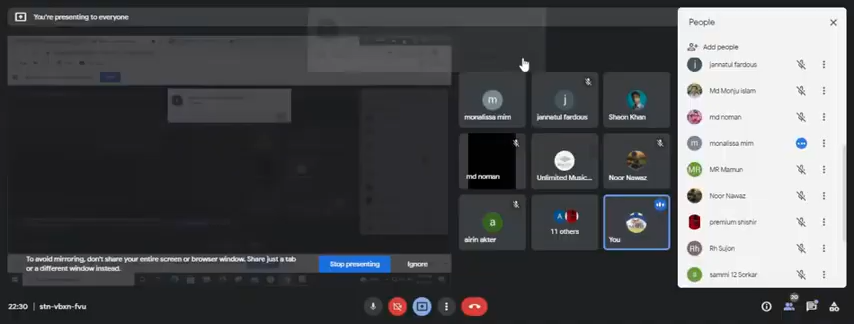 You're presenting to everyone
People
Add people
jannatul fardous
Md Monju islam
md noman
monalissa mim
MR Mamun
Noor Nawaz
premium shishir
Rh Sujon
sammi 12 Sorkar
monalissa mim
jannatul fardous
Shaon Khan
md noman
Unlimited Music...
Noor Nawaz
airin akter
11 others
You
To avoid mirroring, don't share your entire screen or browser window. Share just a tab
or a different window instead.
Stop presenting
Ignore
22:30 | stn-vbxn-fvu
20